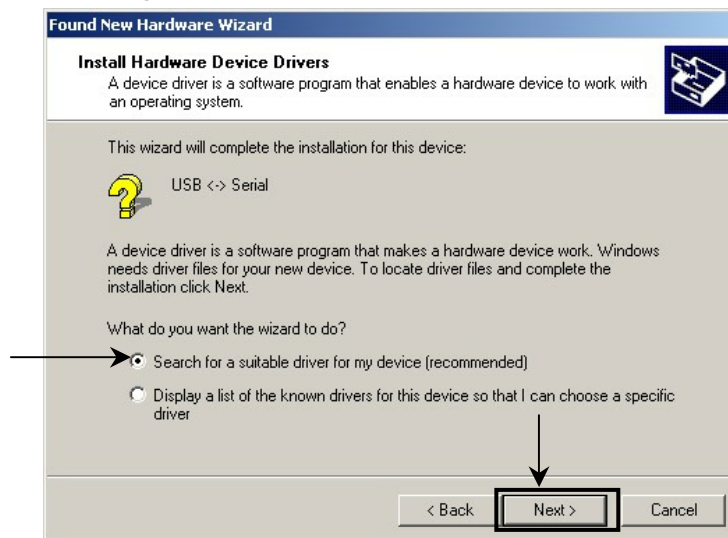 Found New Hardware Wizard
Install Hardware Device Drivers
A device driver is a software program that enables a hardware device to work with
an operating system.
This wizard will complete the installation for this device:
USB <-> Serial
A device driver is a software program that makes a hardware device work. Windows
needs driver files for your new device. To locate driver files and complete the
installation click Next.
What do you want the wizard to do?
Search for a suitable driver for my device (recommended)
Display a list of the known drivers for this device so that I can choose a specific
driver
< Back Next > Cancel